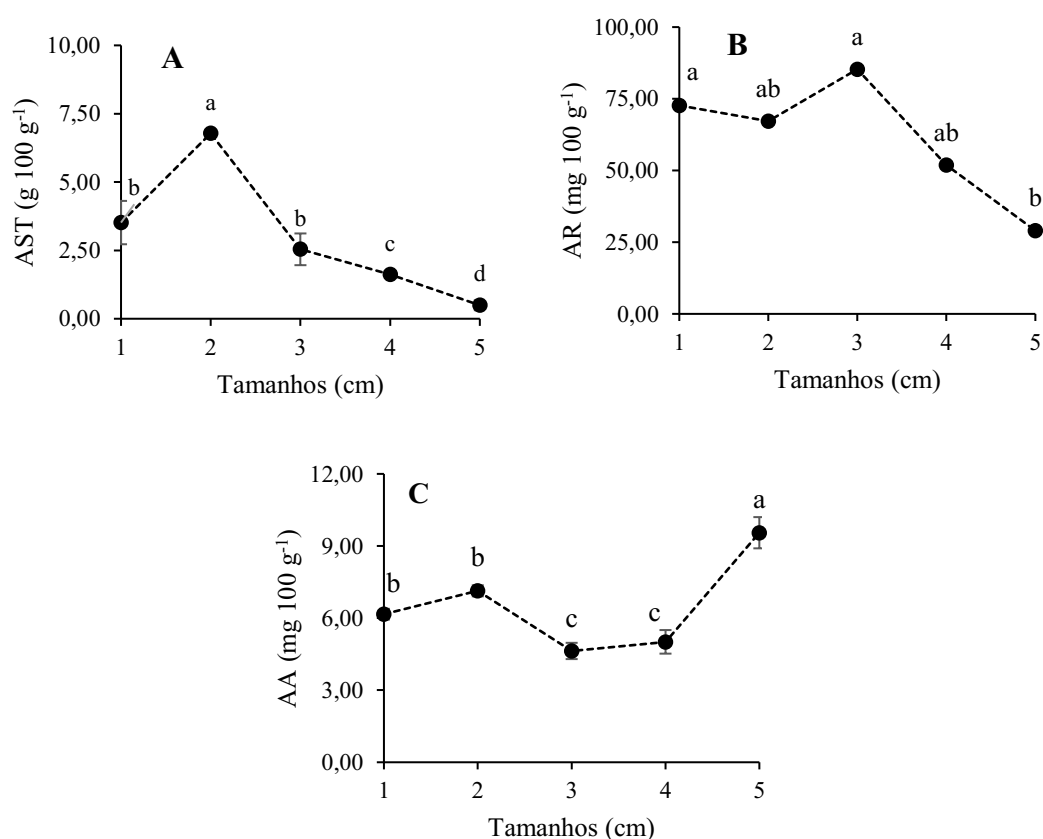 A
AST (g 100 g⁻¹)
10,00
7,50
5,00
2,50
0,00
b
a
b
c
d
1 2 3 4 5
Tamanhos (cm)
B
AR (mg 100 g⁻¹)
100,00
75,00
50,00
25,00
0,00
a
ab
a
ab
b
1 2 3 4 5
Tamanhos (cm)
C
AA (mg 100 g⁻¹)
12,00
9,00
6,00
3,00
0,00
b
b
c
c
a
1 2 3 4 5
Tamanhos (cm)